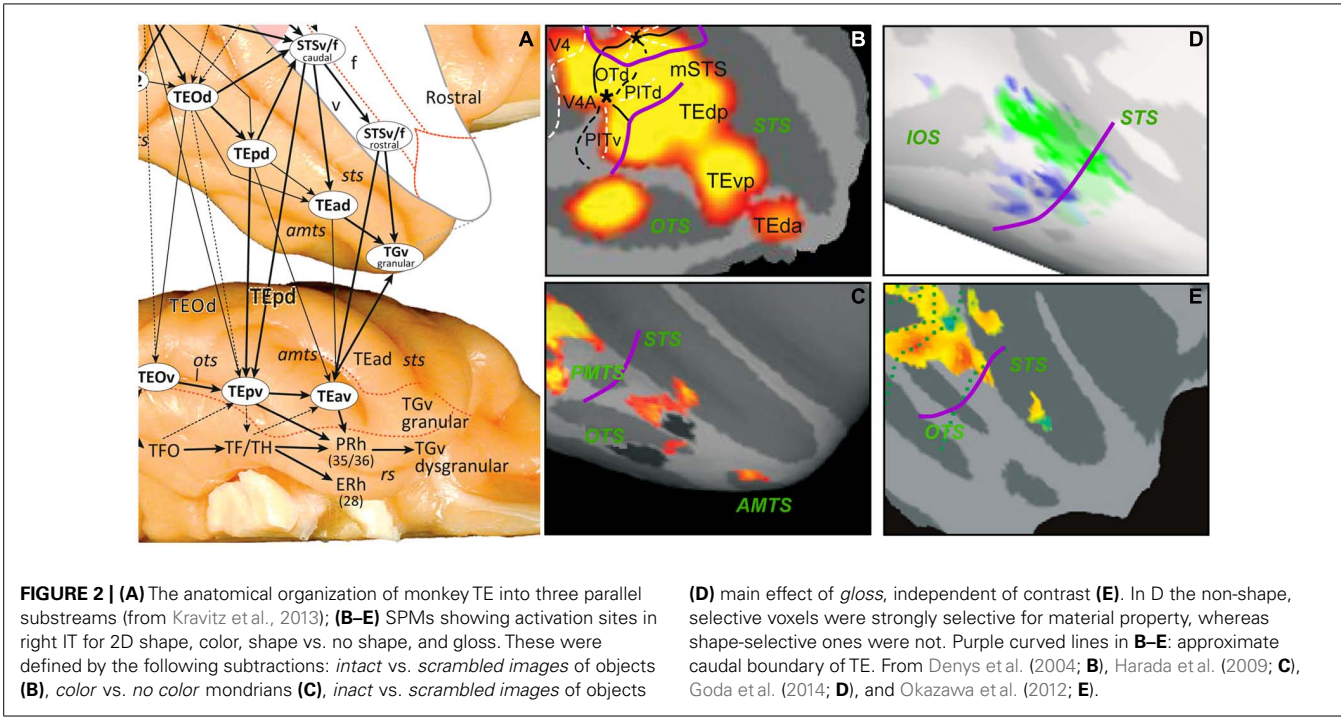 A
STSv/f
caudal
f
TEOd
v
Rostral
STSv/f
rostral
TEpd
sts
TEad
amts
TGv
granular
TEOd
TEpd
amts
TEad
sts
ots
TEOv
TEpv
TEav
TGv
granular
TFO
TF/TH
PRh
(35/36)
TGv
dysgranular
rs
ERh
(28)
B
V4
OTd
mSTS
PITd
V4A
TEdp
STS
PITv
TEvp
OTS
TEda
D
STS
IOS
C
STS
PMTS
OTS
AMTS
E
STS
OTS
FIGURE 2 | (A) The anatomical organization of monkey TE into three parallel
substreams (from Kravitz et al., 2013); (B–E) SPMs showing activation sites in
right IT for 2D shape, color, shape vs. no shape, and gloss. These were
defined by the following subtractions: intact vs. scrambled images of objects
(B), color vs. no color mondrians (C), inact vs. scrambled images of objects
(D) main effect of gloss, independent of contrast (E). In D the non-shape,
selective voxels were strongly selective for material property, whereas
shape-selective ones were not. Purple curved lines in B–E: approximate
caudal boundary of TE. From Denys et al. (2004; B), Harada et al. (2009; C),
Goda et al. (2014; D), and Okazawa et al. (2012; E).